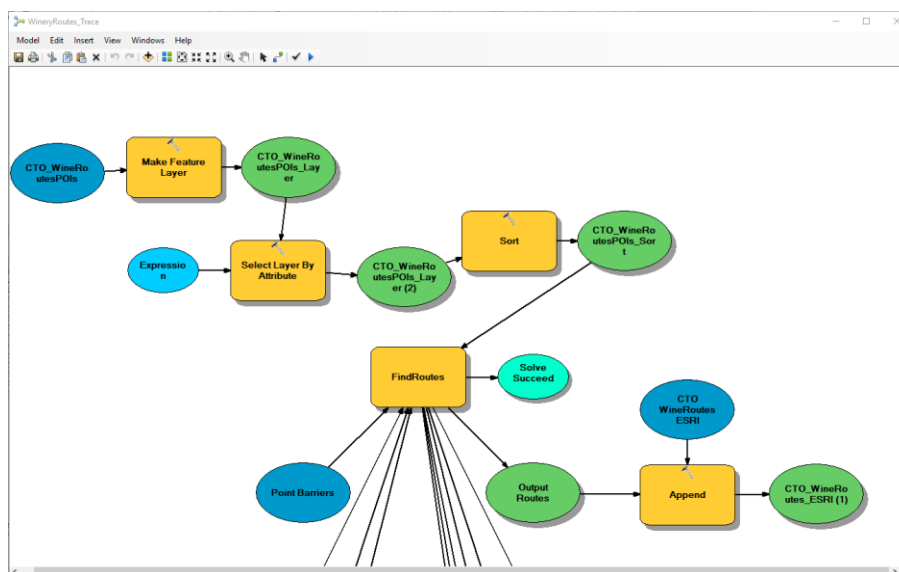 WineryRoutes_Trace
Model Edit Insert View Windows Help
CTO_WineRo
utesPOIs
Make Feature
Layer
CTO_WineRo
utesPOIs_Lay
er
Expressio
n
Select Layer By
Attribute
CTO_WineRo
utesPOIs_Lay
er (2)
Sort
CTO_WineRo
utesPOIs_Sor
t
FindRoutes
Solve
Succeed
CTO
WineRoutes
ESRI
Point Barriers
Output
Routes
Append
CTO_WineRo
utes_ESRI (1)